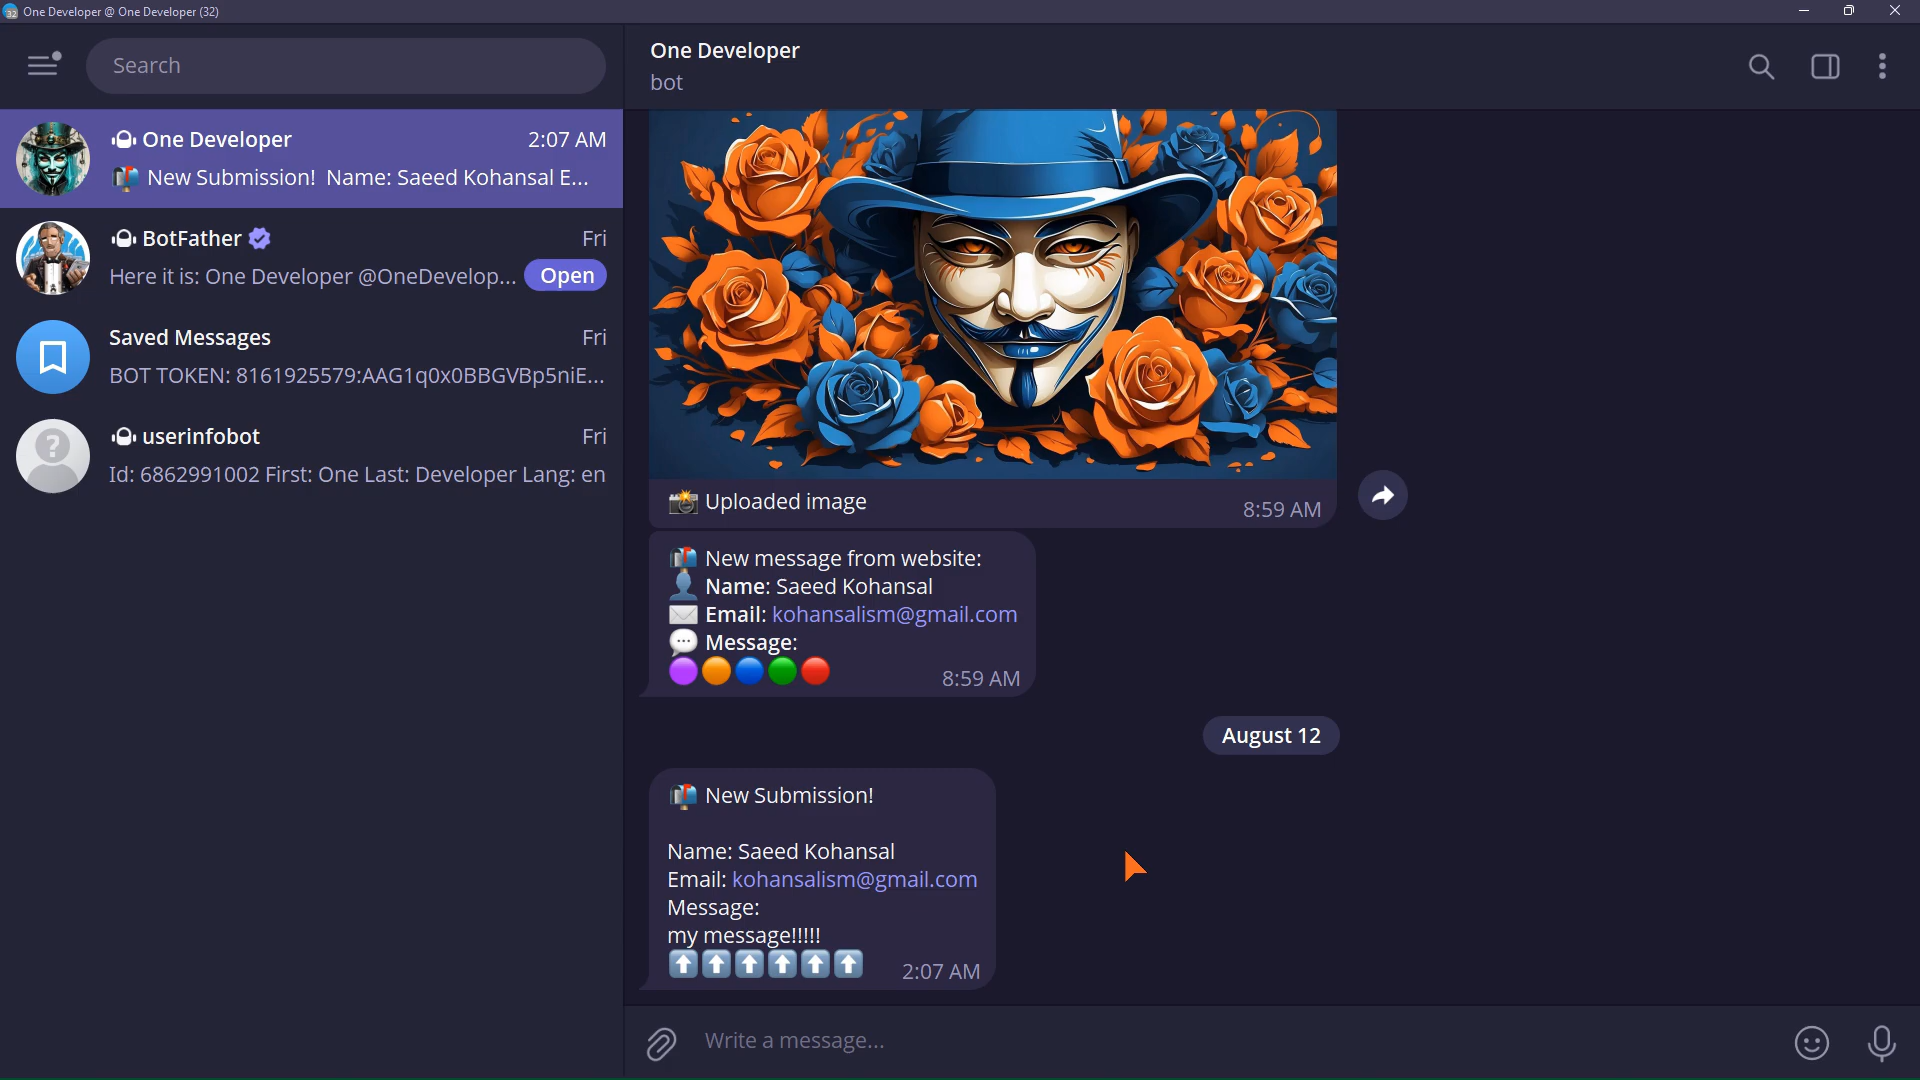 One Developer @ One Developer (32)
Search
One Developer
bot
One Developer
2:07 AM
📬 New Submission! Name: Saeed Kohansal E...
BotFather
Fri
Here it is: One Developer @OneDevelop...
Open
Saved Messages
Fri
BOT TOKEN: 8161925579:AAG1q0x0BBGVBp5niE...
userinfobot
Fri
Id: 6862991002 First: One Last: Developer Lang: en
📸 Uploaded image
8:59 AM
📬 New message from website:
👤 Name: Saeed Kohansal
✉️ Email: kohansalism@gmail.com
💬 Message:
🟣🟠🔵🟢🔴
8:59 AM
August 12
📬 New Submission!
Name: Saeed Kohansal
Email: kohansalism@gmail.com
Message:
my message!!!!!
⬆️⬆️⬆️⬆️⬆️⬆️
2:07 AM
Write a message...